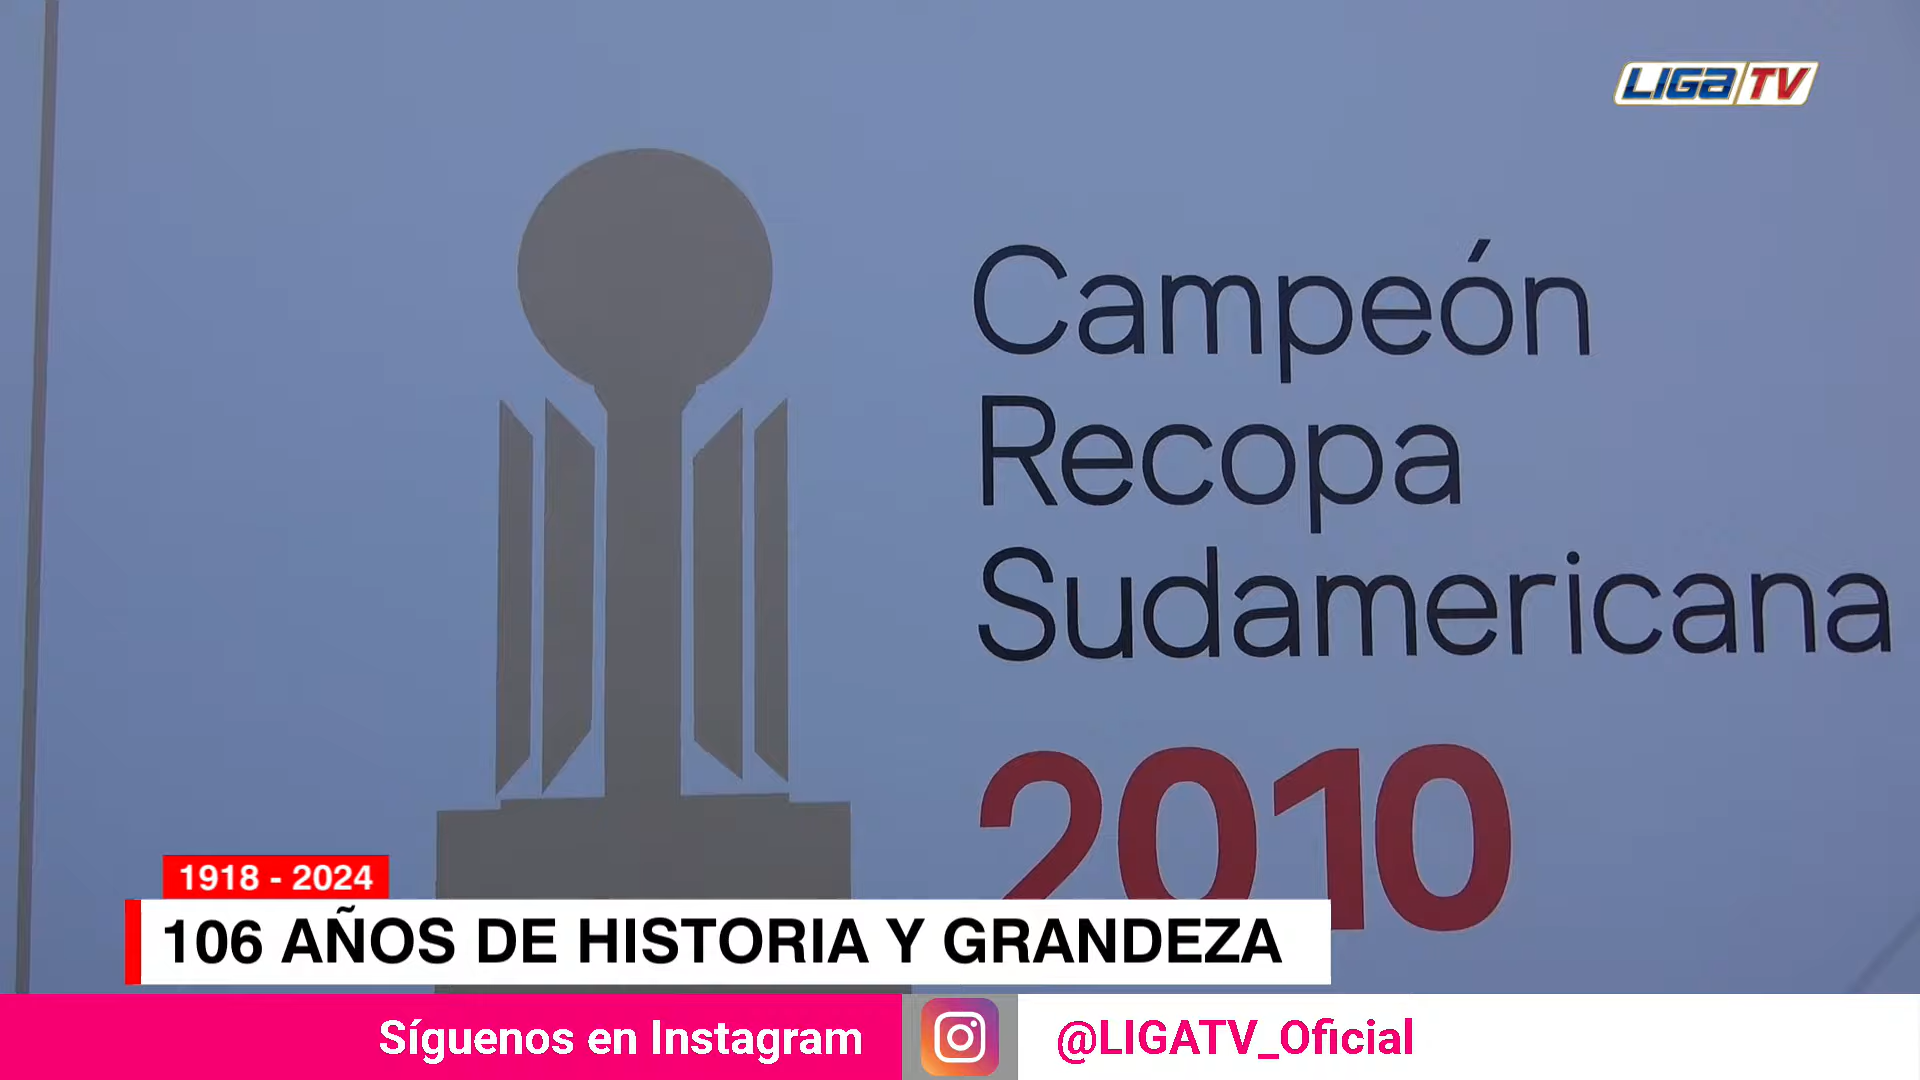 LIGA TV
Campeón
Recopa
Sudamericana
2010
1918 - 2024
106 AÑOS DE HISTORIA Y GRANDEZA
Síguenos en Instagram
@LIGATV_Oficial